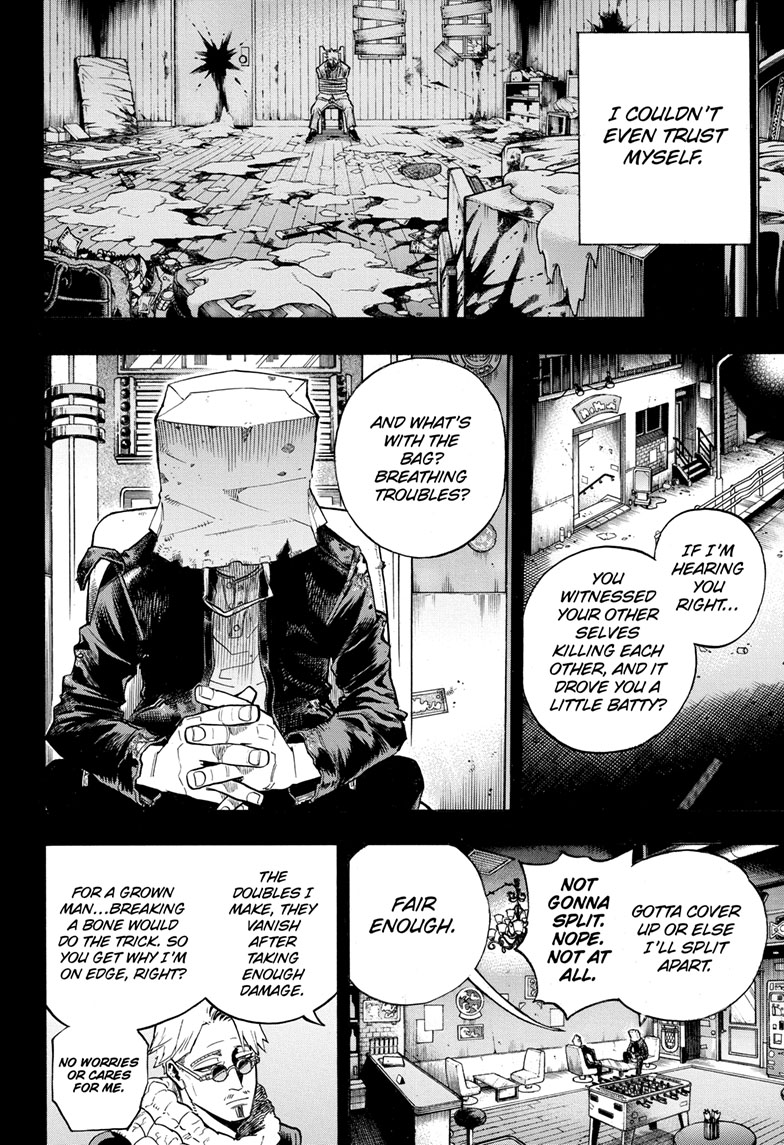 I COULDN'T
EVEN TRUST
MYSELF.
IF I'M
HEARING
YOU
RIGHT...
YOU
WITNESSED
YOUR OTHER
SELVES
KILLING EACH
OTHER, AND IT
DROVE YOU A
LITTLE BATTY?
AND WHAT'S
WITH THE
BAG?
BREATHING
TROUBLES?
GOTTA COVER
UP OR ELSE
I'LL SPLIT
APART.
NOT
GONNA
SPLIT.
NOPE.
NOT AT
ALL.
FAIR
ENOUGH.
THE
DOUBLES I
MAKE, THEY
VANISH
AFTER
TAKING
ENOUGH
DAMAGE.
FOR A GROWN
MAN...BREAKING
A BONE WOULD
DO THE TRICK. SO
YOU GET WHY I'M
ON EDGE, RIGHT?
NO WORRIES
OR CARES
FOR ME.